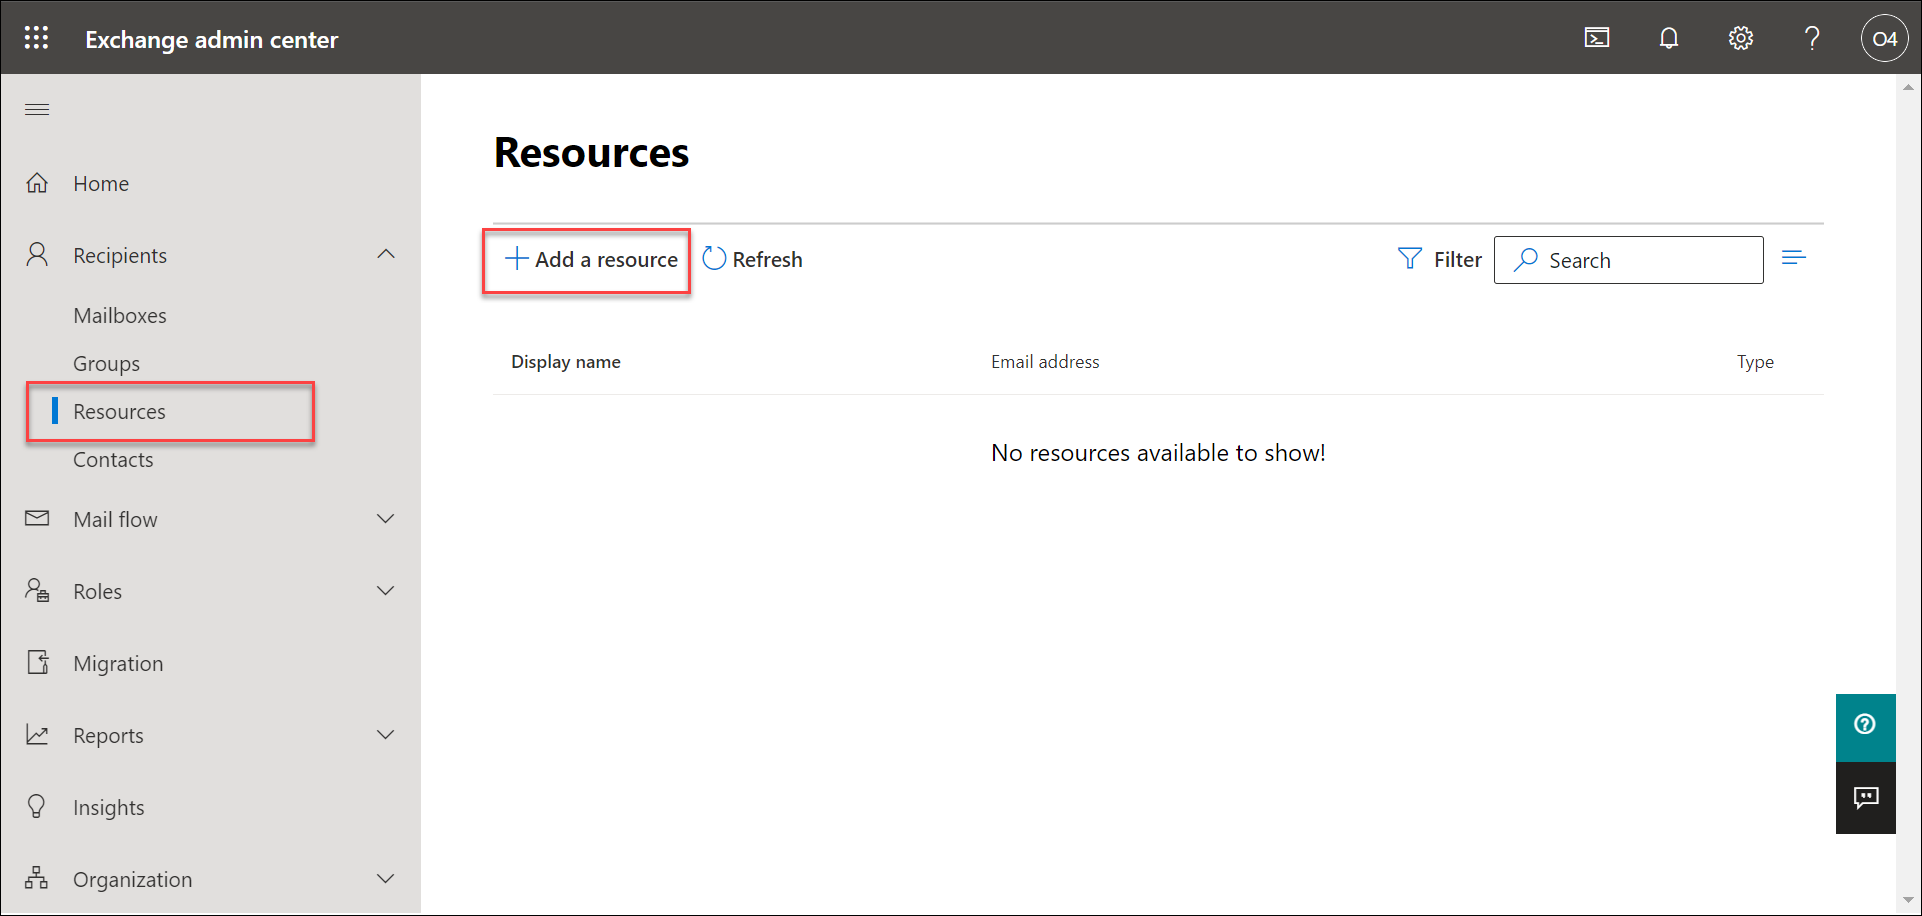 Exchange admin center
O4
Home
Recipients
Mailboxes
Groups
Resources
Contacts
Mail flow
Roles
Migration
Reports
Insights
Organization
Resources
Add a resource
Refresh
Filter
Search
Display name
Email address
Type
No resources available to show!